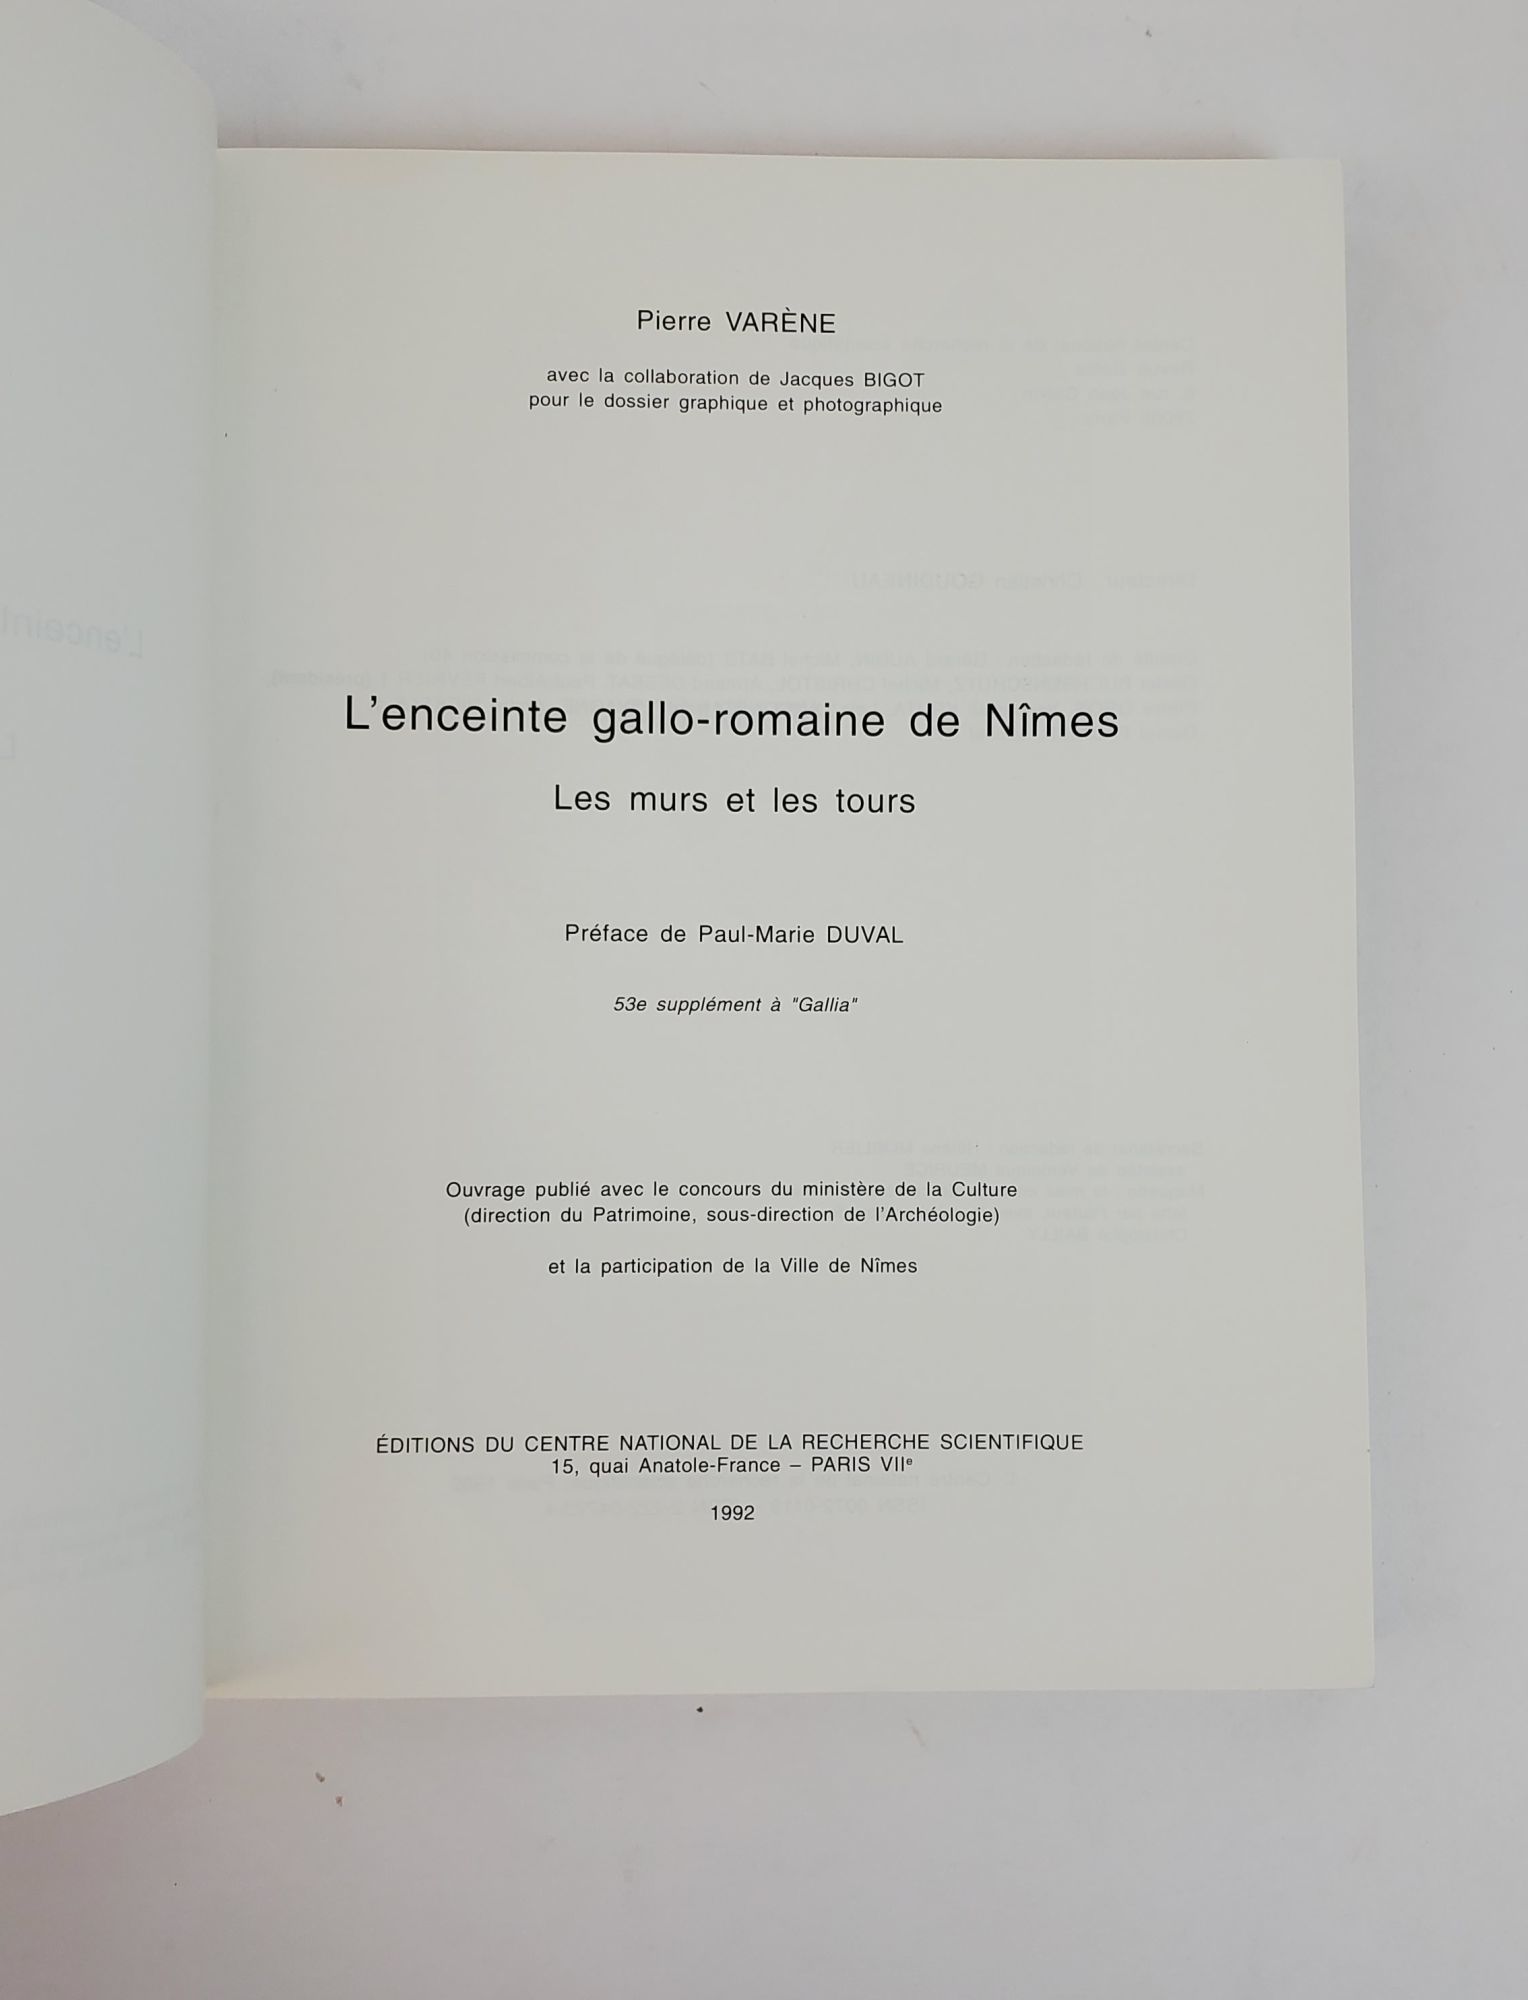 Pierre VARÈNE
avec la collaboration de Jacques BIGOT
pour le dossier graphique et photographique
L'enceinte gallo-romaine de Nîmes
Les murs et les tours
Préface de Paul-Marie DUVAL
53e supplément à "Gallia"
Ouvrage publié avec le concours du ministère de la Culture
(direction du Patrimoine, sous-direction de l'Archéologie)
et la participation de la Ville de Nîmes
ÉDITIONS DU CENTRE NATIONAL DE LA RECHERCHE SCIENTIFIQUE
15, quai Anatole-France – PARIS VIIᵉ
1992